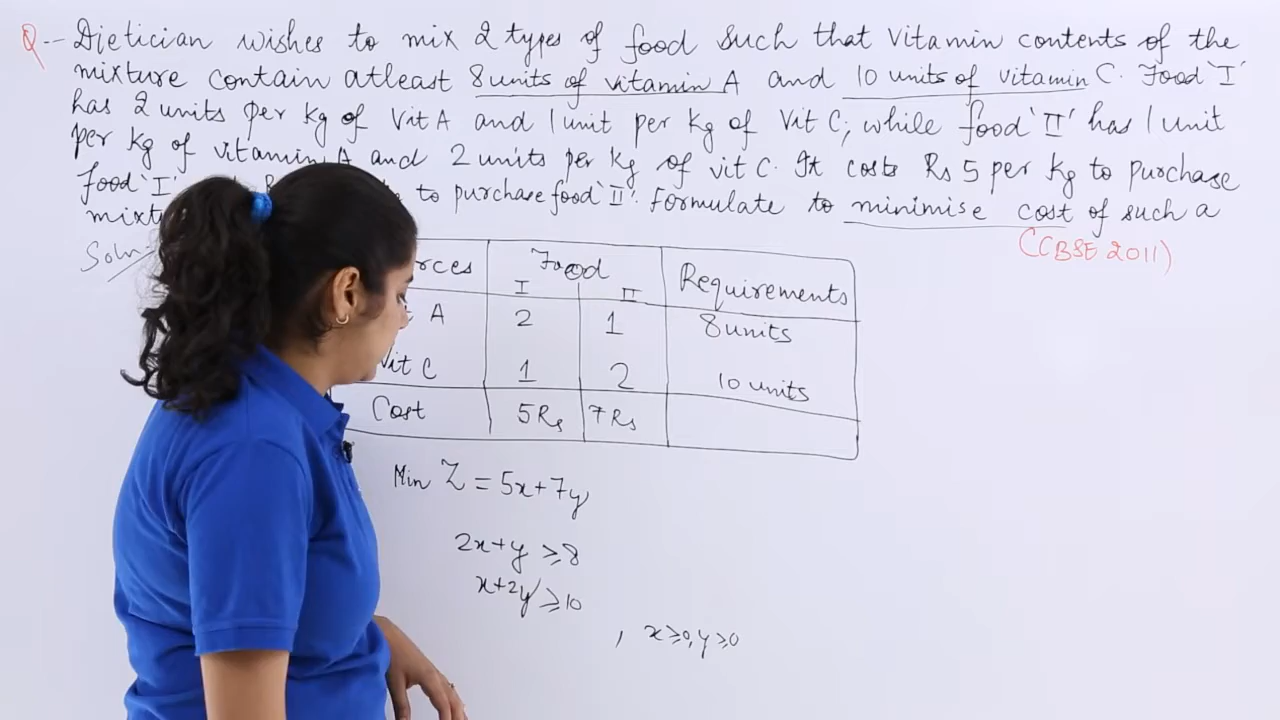 Q - Dietician wishes to mix 2 types of food such that vitamin contents of the
mixture contain atleast 8 units of vitamin A and 10 units of vitamin C. Food 'I'
has 2 units per kg of Vit A and 1 unit per kg of Vit C; while food 'II' has 1 unit
per kg of vitamin A and 2 units per kg of vit C. It costs Rs 5 per kg to purchase
food 'I' to purchase food 'II'. Formulate to minimise cost of such a
(CBSE 2011)
Soln
Food Requirements
I II
A 2 1 8 units
Vit C 1 2 10 units
Cost 5 Rs 7 Rs
Min Z = 5x+7y
2x+y ≥ 8
x+2y ≥ 10
, x ≥ 0, y ≥ 0